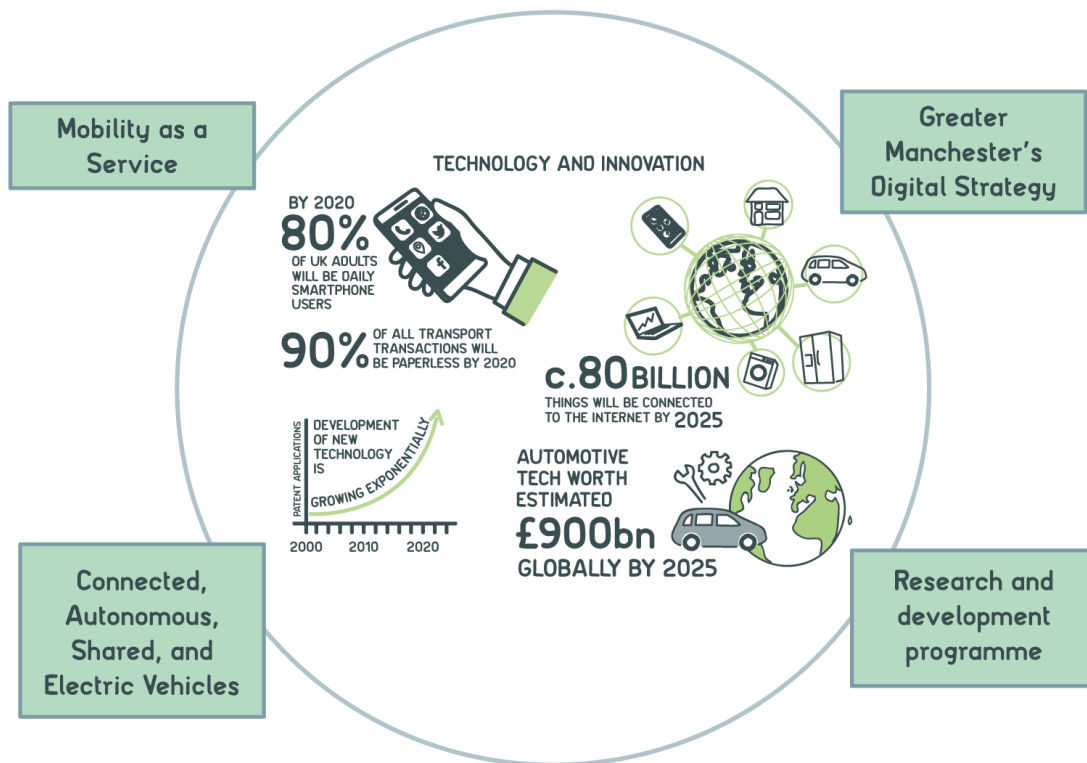 Mobility as a
Service
Greater
Manchester's
Digital Strategy
TECHNOLOGY AND INNOVATION
BY 2020
80%
OF UK ADULTS
WILL BE DAILY
SMARTPHONE
USERS
90%
OF ALL TRANSPORT
TRANSACTIONS WILL
BE PAPERLESS BY 2020
c.80 BILLION
THINGS WILL BE CONNECTED
TO THE INTERNET BY 2025
PATENT APPLICATIONS
DEVELOPMENT
OF NEW
TECHNOLOGY
IS
GROWING EXPONENTIALLY
2000 2010 2020
AUTOMOTIVE
TECH WORTH
ESTIMATED
£900bn
GLOBALLY BY 2025
Connected,
Autonomous,
Shared, and
Electric Vehicles
Research and
development
programme